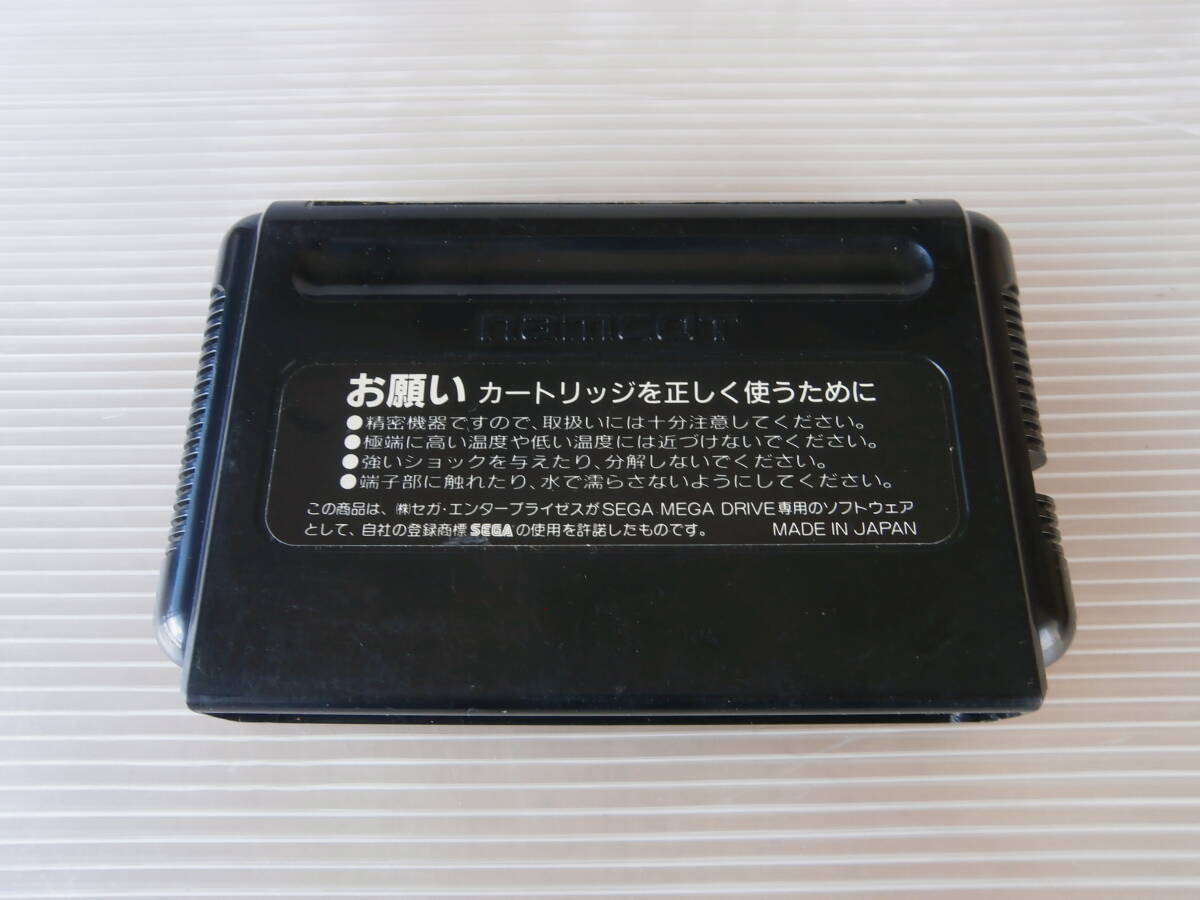 namcot
お願い カートリッジを正しく使うために
●精密機器ですので、取扱いには十分注意してください。
●極端に高い温度や低い温度には近づけないでください。
●強いショックを与えたり、分解しないでください。
●端子部に触れたり、水で濡らさないようにしてください。
この商品は、㈱セガ・エンタープライゼスがSEGA MEGA DRIVE専用のソフトウェア
として、自社の登録商標SEGAの使用を許諾したものです。 MADE IN JAPAN